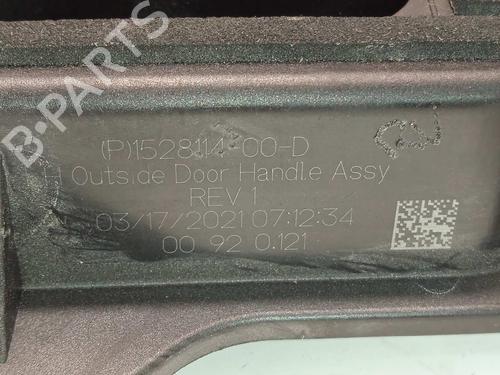 B-PARTS
(P)1528114-00-D
H Outside Door Handle Assy
REV 1
03/17/2021 07:12:34
00 92 0.121